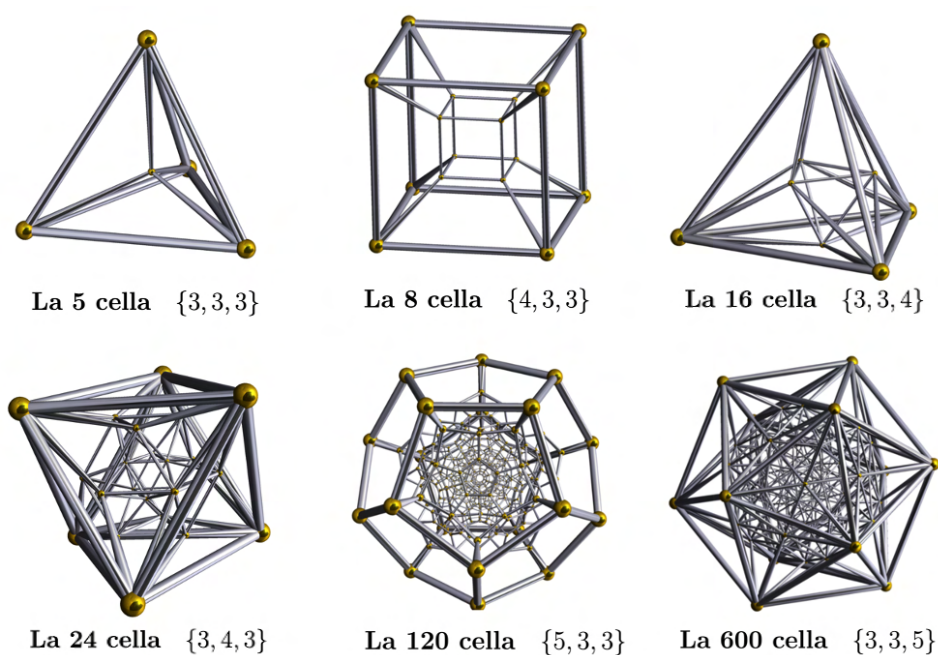 La 5 cella {3, 3, 3}
La 8 cella {4, 3, 3}
La 16 cella {3, 3, 4}
La 24 cella {3, 4, 3}
La 120 cella {5, 3, 3}
La 600 cella {3, 3, 5}